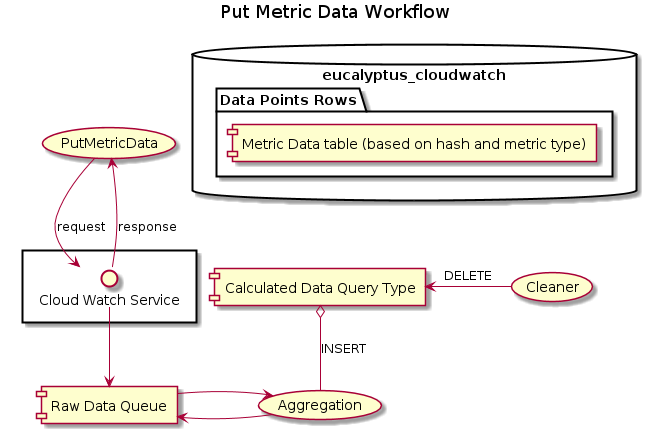 Put Metric Data Workflow
eucalyptus_cloudwatch
Data Points Rows
Metric Data table (based on hash and metric type)
PutMetricData
request
response
Cloud Watch Service
Calculated Data Query Type
DELETE
Cleaner
INSERT
Raw Data Queue
Aggregation